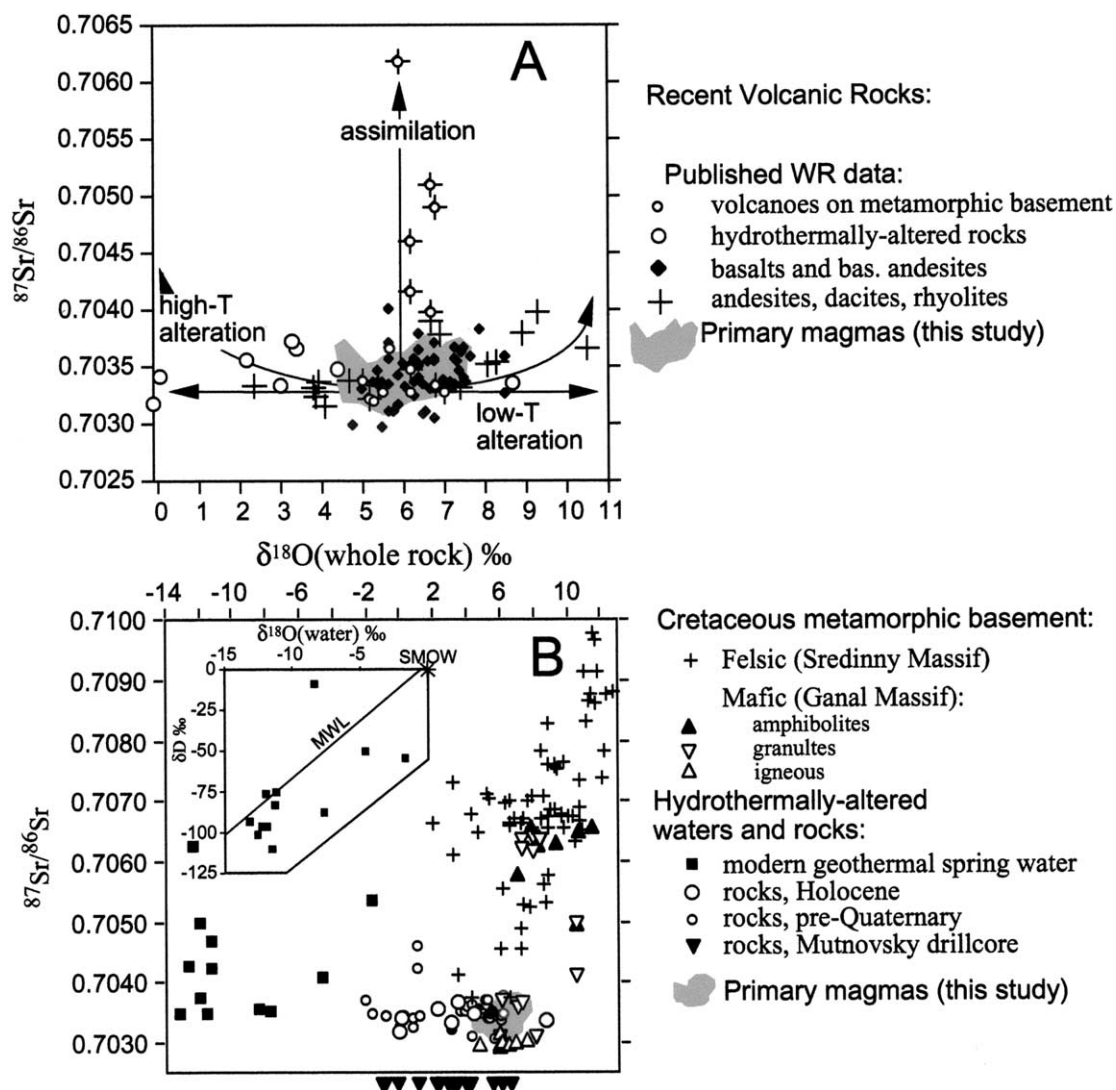 A
⁸⁷Sr/⁸⁶Sr
0.7065
0.7060
0.7055
0.7050
0.7045
0.7040
0.7035
0.7030
0.7025
assimilation
high-T
alteration
low-T
alteration
0 1 2 3 4 5 6 7 8 9 10 11
δ¹⁸O(whole rock) ‰
Recent Volcanic Rocks:
Published WR data:
volcanoes on metamorphic basement
hydrothermally-altered rocks
basalts and bas. andesites
andesites, dacites, rhyolites
Primary magmas (this study)
-14 -10 -6 -2 2 6 10
B
⁸⁷Sr/⁸⁶Sr
0.7100
0.7090
0.7080
0.7070
0.7060
0.7050
0.7040
0.7030
δ¹⁸O(water) ‰
-15 -10 -5 SMOW
δD ‰
0
-25
-50
-75
-100
-125
MWL
Cretaceous metamorphic basement:
Felsic (Sredinny Massif)
Mafic (Ganal Massif):
amphibolites
granultes
igneous
Hydrothermally-altered
waters and rocks:
modern geothermal spring water
rocks, Holocene
rocks, pre-Quaternary
rocks, Mutnovsky drillcore
Primary magmas (this study)